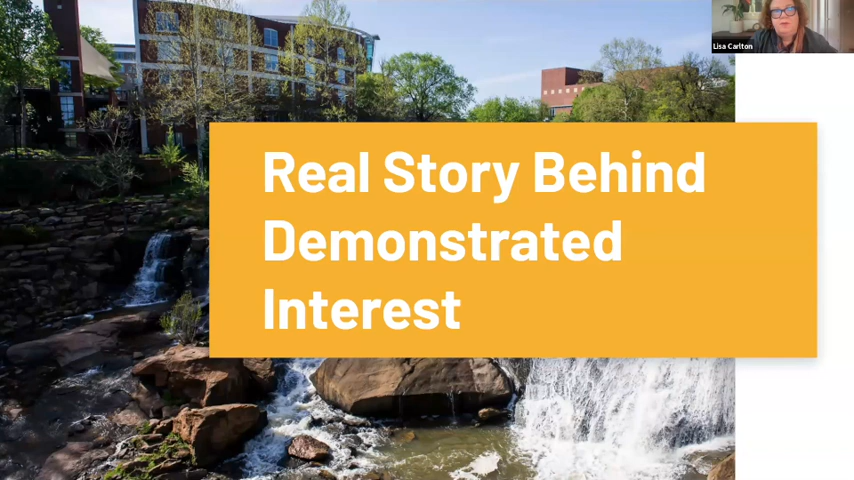 Lisa Carlton
Real Story Behind
Demonstrated
Interest